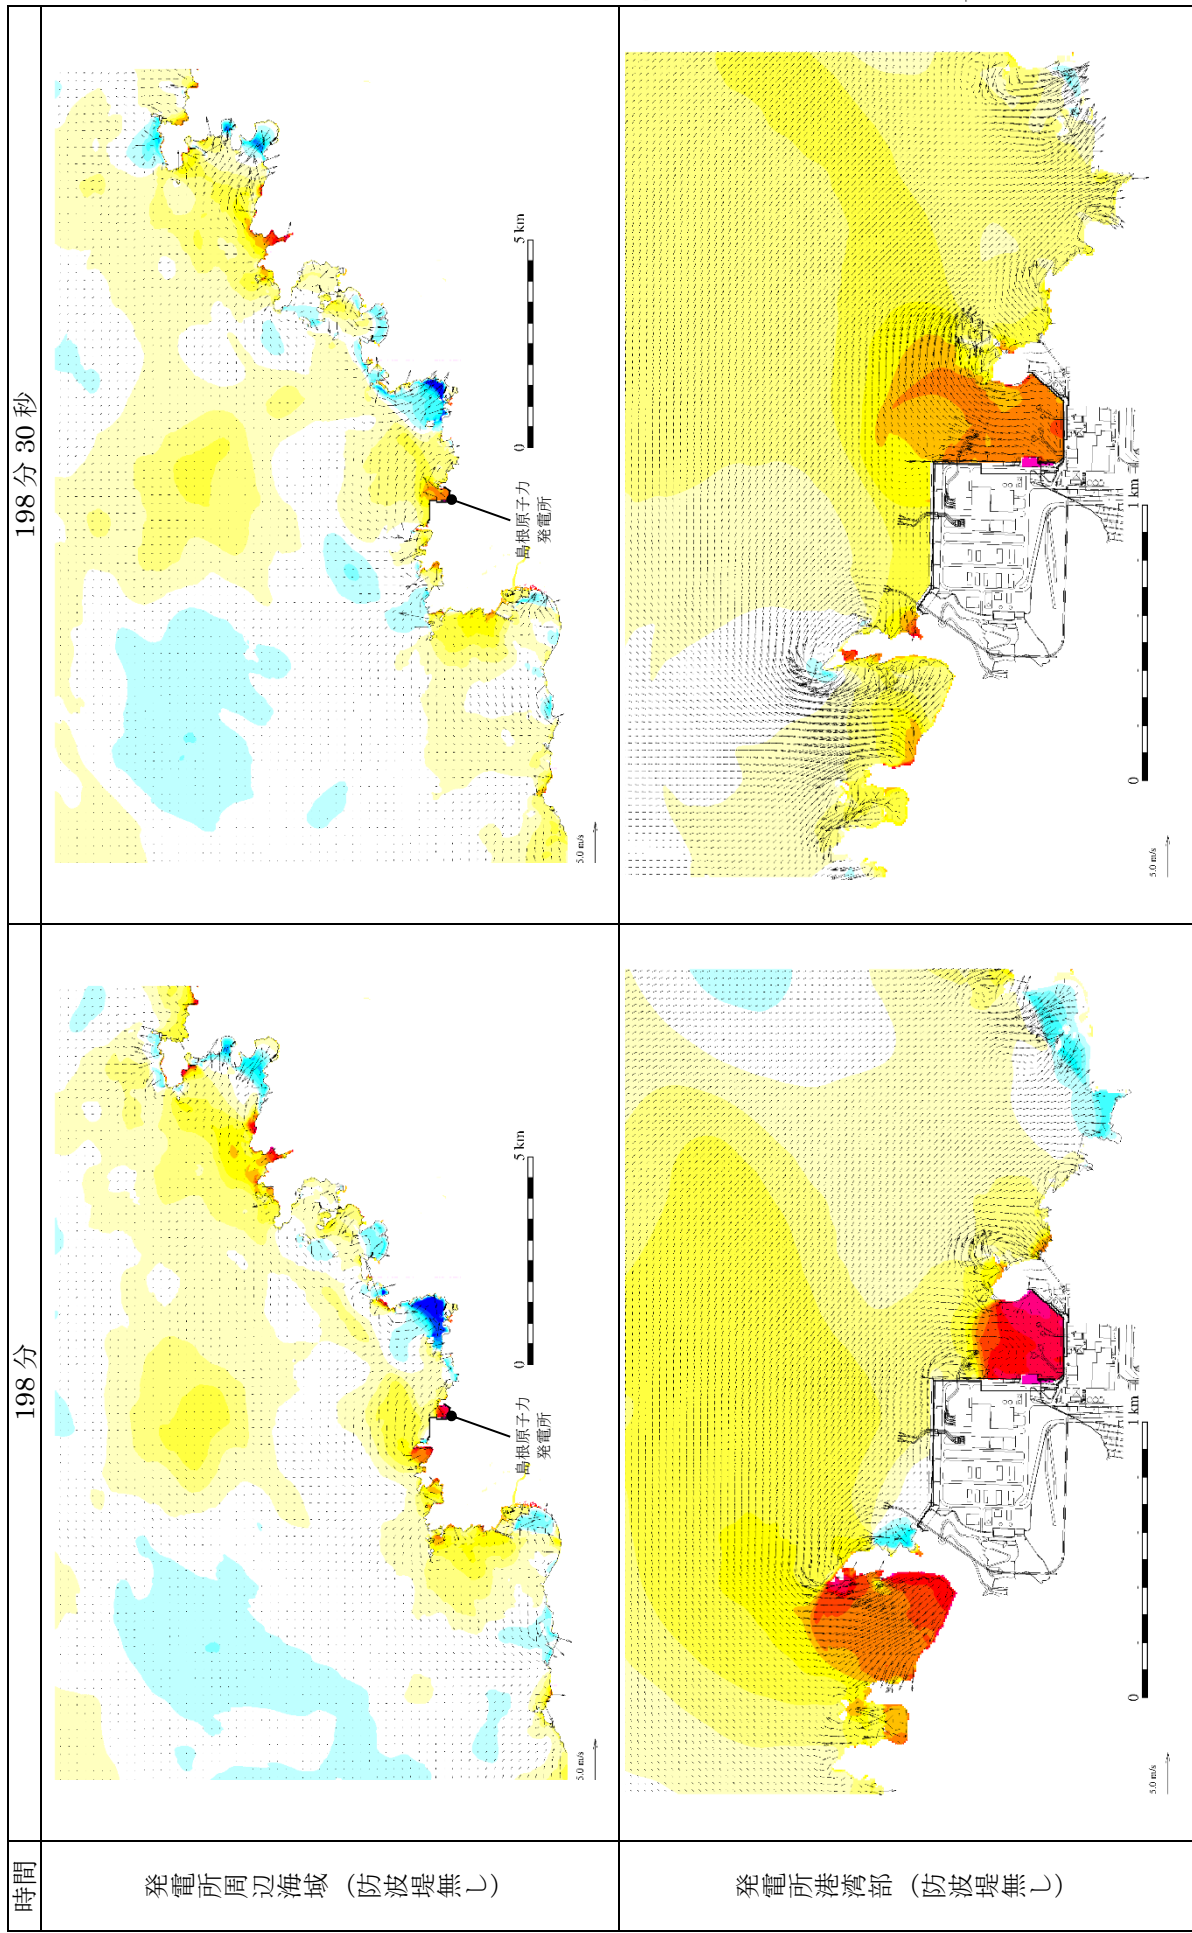 時間
198分
198分30秒
発電所周辺海域（防波堤無し）
島根原子力
発電所
0
5 km
5.0 m/s
島根原子力
発電所
0
5 km
5.0 m/s
発電所港湾部（防波堤無し）
0
1 km
5.0 m/s
0
1 km
5.0 m/s